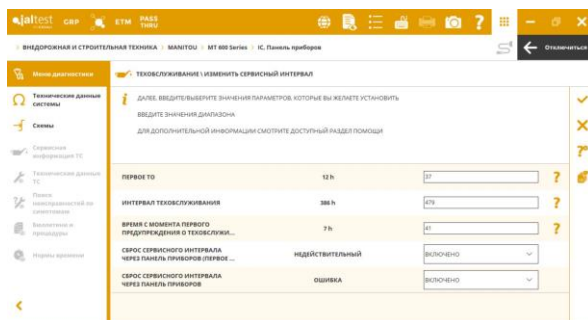 jaltest GRP ETM PASS THRU
ВНЕДОРОЖНАЯ И СТРОИТЕЛЬНАЯ ТЕХНИКА MANITOU MT 600 Series IC. Панель приборов
Отключиться
Меню диагностики
ТЕХОБСЛУЖИВАНИЕ \ ИЗМЕНИТЬ СЕРВИСНЫЙ ИНТЕРВАЛ
Технические данные
системы
Схемы
Сервисная
информация ТС
Технические данные
ТС
Поиск
неисправностей по
симптомам
Бюллетени и
процедуры
Нормы времени
ДАЛЕЕ, ВВЕДИТЕ/ВЫБЕРИТЕ ЗНАЧЕНИЯ ПАРАМЕТРОВ, КОТОРЫЕ ВЫ ЖЕЛАЕТЕ УСТАНОВИТЬ
ВВЕДИТЕ ЗНАЧЕНИЯ ДИАПАЗОНА
ДЛЯ ДОПОЛНИТЕЛЬНОЙ ИНФОРМАЦИИ СМОТРИТЕ ДОСТУПНЫЙ РАЗДЕЛ ПОМОЩИ
ПЕРВОЕ ТО 12 h 37
ИНТЕРВАЛ ТЕХОБСЛУЖИВАНИЯ 386 h 479
ВРЕМЯ С МОМЕНТА ПЕРВОГО
ПРЕДУПРЕЖДЕНИЯ О ТЕХОБСЛУЖИ... 7 h 41
СБРОС СЕРВИСНОГО ИНТЕРВАЛА
ЧЕРЕЗ ПАНЕЛЬ ПРИБОРОВ (ПЕРВОЕ ... НЕДЕЙСТВИТЕЛЬНЫЙ ВКЛЮЧЕНО
СБРОС СЕРВИСНОГО ИНТЕРВАЛА
ЧЕРЕЗ ПАНЕЛЬ ПРИБОРОВ ОШИБКА ВКЛЮЧЕНО